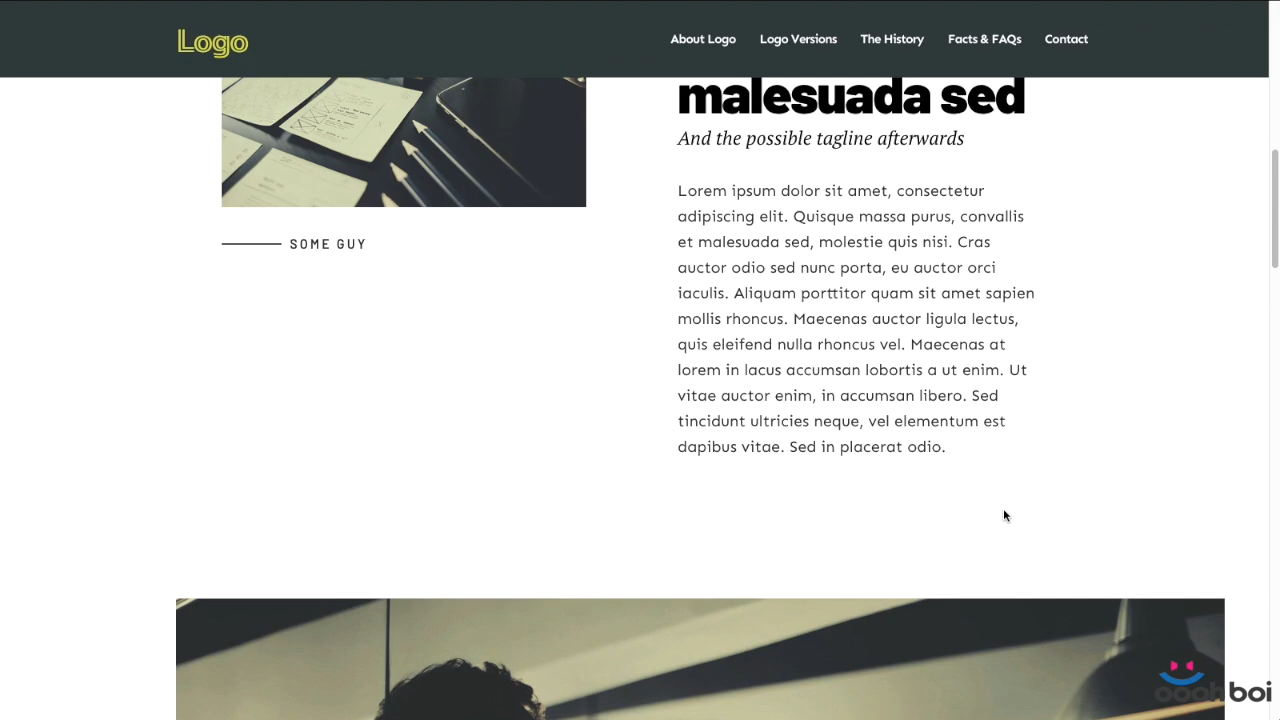 Logo
About Logo
Logo Versions
The History
Facts & FAQs
Contact
malesuada sed
And the possible tagline afterwards
SOME GUY
Lorem ipsum dolor sit amet, consectetur
adipiscing elit. Quisque massa purus, convallis
et malesuada sed, molestie quis nisi. Cras
auctor odio sed nunc porta, eu auctor orci
iaculis. Aliquam porttitor quam sit amet sapien
mollis rhoncus. Maecenas auctor ligula lectus,
quis eleifend nulla rhoncus vel. Maecenas at
lorem in lacus accumsan lobortis a ut enim. Ut
vitae auctor enim, in accumsan libero. Sed
tincidunt ultricies neque, vel elementum est
dapibus vitae. Sed in placerat odio.
oooh boi